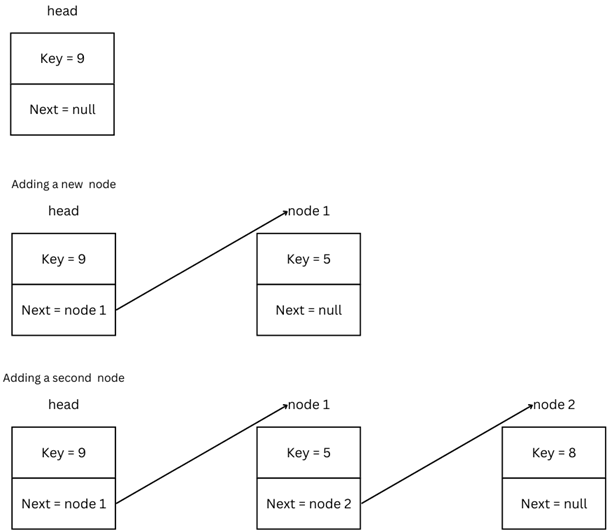 head
Key = 9
Next = null
Adding a new node
head
node 1
Key = 9
Key = 5
Next = node 1
Next = null
Adding a second node
head
node 1
node 2
Key = 9
Key = 5
Key = 8
Next = node 1
Next = node 2
Next = null